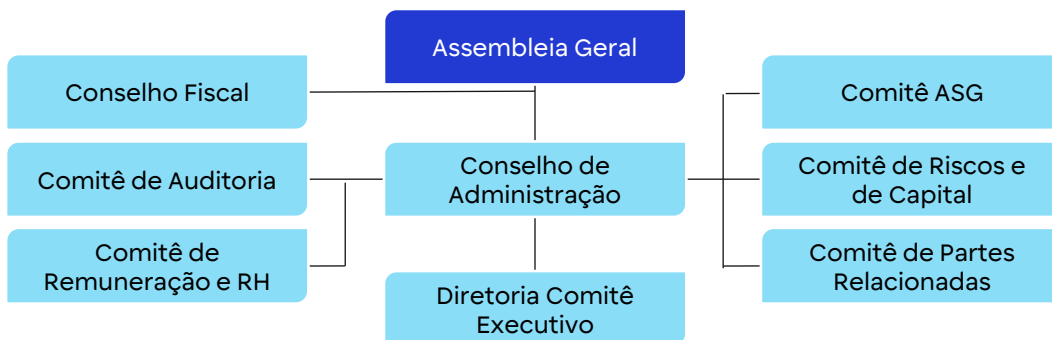 Assembleia Geral
Conselho Fiscal
Comitê ASG
Comitê de Auditoria
Conselho de
Administração
Comitê de Riscos e
de Capital
Comitê de
Remuneração e RH
Diretoria Comitê
Executivo
Comitê de Partes
Relacionadas